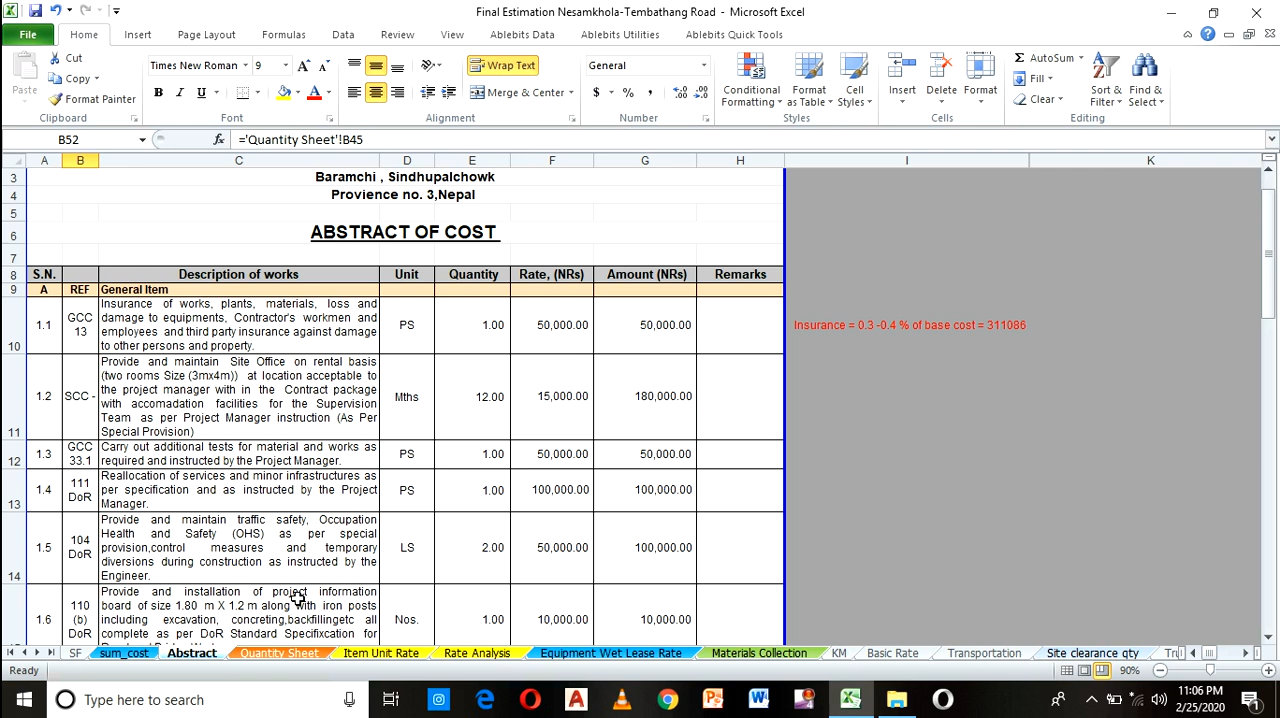 Final Estimation Nesamkhola-Tembathang Road - Microsoft Excel
File Home Insert Page Layout Formulas Data Review View Ablebits Data Ablebits Utilities Ablebits Quick Tools
Paste
Cut
Copy
Format Painter
Clipboard
Times New Roman 9
B I U
Font
Wrap Text
Merge & Center
Alignment
General
$ % ,
Number
Conditional Formatting
Format as Table
Cell Styles
Styles
Insert Delete Format
Cells
Σ AutoSum
Fill
Clear
Sort & Filter
Find & Select
Editing
B52 fx ='Quantity Sheet'!B45
A B C D E F G H I K
3 Baramchi , Sindhupalchowk
4 Provience no. 3,Nepal
5
6 ABSTRACT OF COST
7
8 S.N. Description of works Unit Quantity Rate, (NRs) Amount (NRs) Remarks
9 A REF General Item
10 1.1 GCC 13 PS 1.00 50,000.00 50,000.00
Insurance of works, plants, materials, loss and
damage to equipments, Contractor's workmen and
employees and third party insurance against damage
to other persons and property.
Insurance = 0.3 -0.4 % of base cost = 311086
11 1.2 SCC - Mths 12.00 15,000.00 180,000.00
Provide and maintain Site Office on rental basis
(two rooms Size (3mx4m)) at location acceptable to
the project manager with in the Contract package
with accomadation facilities for the Supervision
Team as per Project Manager instruction (As Per
Special Provision)
12 1.3 GCC 33.1 PS 1.00 50,000.00 50,000.00
Carry out additional tests for material and works as
required and instructed by the Project Manager.
13 1.4 111 DoR PS 1.00 100,000.00 100,000.00
Reallocation of services and minor infrastructures as
per specification and as instructed by the Project
Manager.
14 1.5 104 DoR LS 2.00 50,000.00 100,000.00
Provide and maintain traffic safety, Occupation
Health and Safety (OHS) as per special
provision,control measures and temporary
diversions during construction as instructed by the
Engineer.
1.6 110 (b) DoR Nos. 1.00 10,000.00 10,000.00
Provide and installation of project information
board of size 1.80 m X 1.2 m along with iron posts
including excavation, concreting,backfillingetc all
complete as per DoR Standard Specifixcation for
SF sum_cost Abstract Quantity Sheet Item Unit Rate Rate Analysis Equipment Wet Lease Rate Materials Collection KM Basic Rate Transportation Site clearance qty Tru
Ready 90%
Type here to search
11:06 PM
2/25/2020